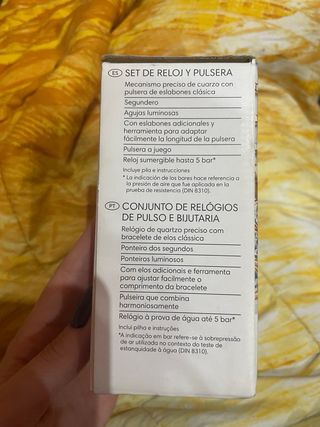 ES SET DE RELOJ Y PULSERA
Mecanismo preciso de cuarzo con
pulsera de eslabones clásica
Segundero
Agujas luminosas
Con eslabones adicionales y
herramienta para adaptar
fácilmente la longitud de la pulsera
Pulsera a juego
Reloj sumergible hasta 5 bar*
Incluye pila e instrucciones
* La indicación de los bares hace referencia a
la presión de aire que fue aplicada en la
prueba de resistencia (DIN 8310).
PT CONJUNTO DE RELÓGIOS
DE PULSO E BIJUTARIA
Relógio de quartzo preciso com
bracelete de elos clássica
Ponteiro dos segundos
Ponteiros luminosos
Com elos adicionais e ferramenta
para ajustar facilmente o
comprimento da bracelete
Pulseira que combina
harmoniosamente
Relógio à prova de água até 5 bar*
Inclui pilha e instruções
*A indicação em bar refere-se à sobrepressão
de ar utilizada no contexto do teste de
estanquidade à água (DIN 8310).